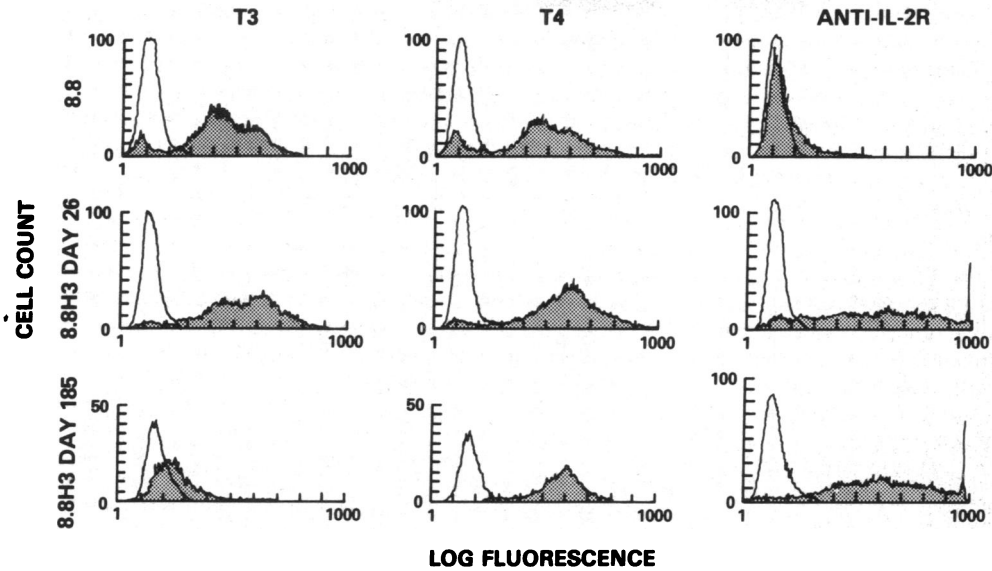 T3 T4 ANTI-IL-2R
8.8
100 100 100
0 0 0
1 1000 1 1000 1 1000
CELL COUNT
8.8H3 DAY 26
100 100 100
0 0 0
1 1000 1 1000 1 1000
8.8H3 DAY 185
50 50 100
0 0 0
1 1000 1 1000 1 1000
LOG FLUORESCENCE